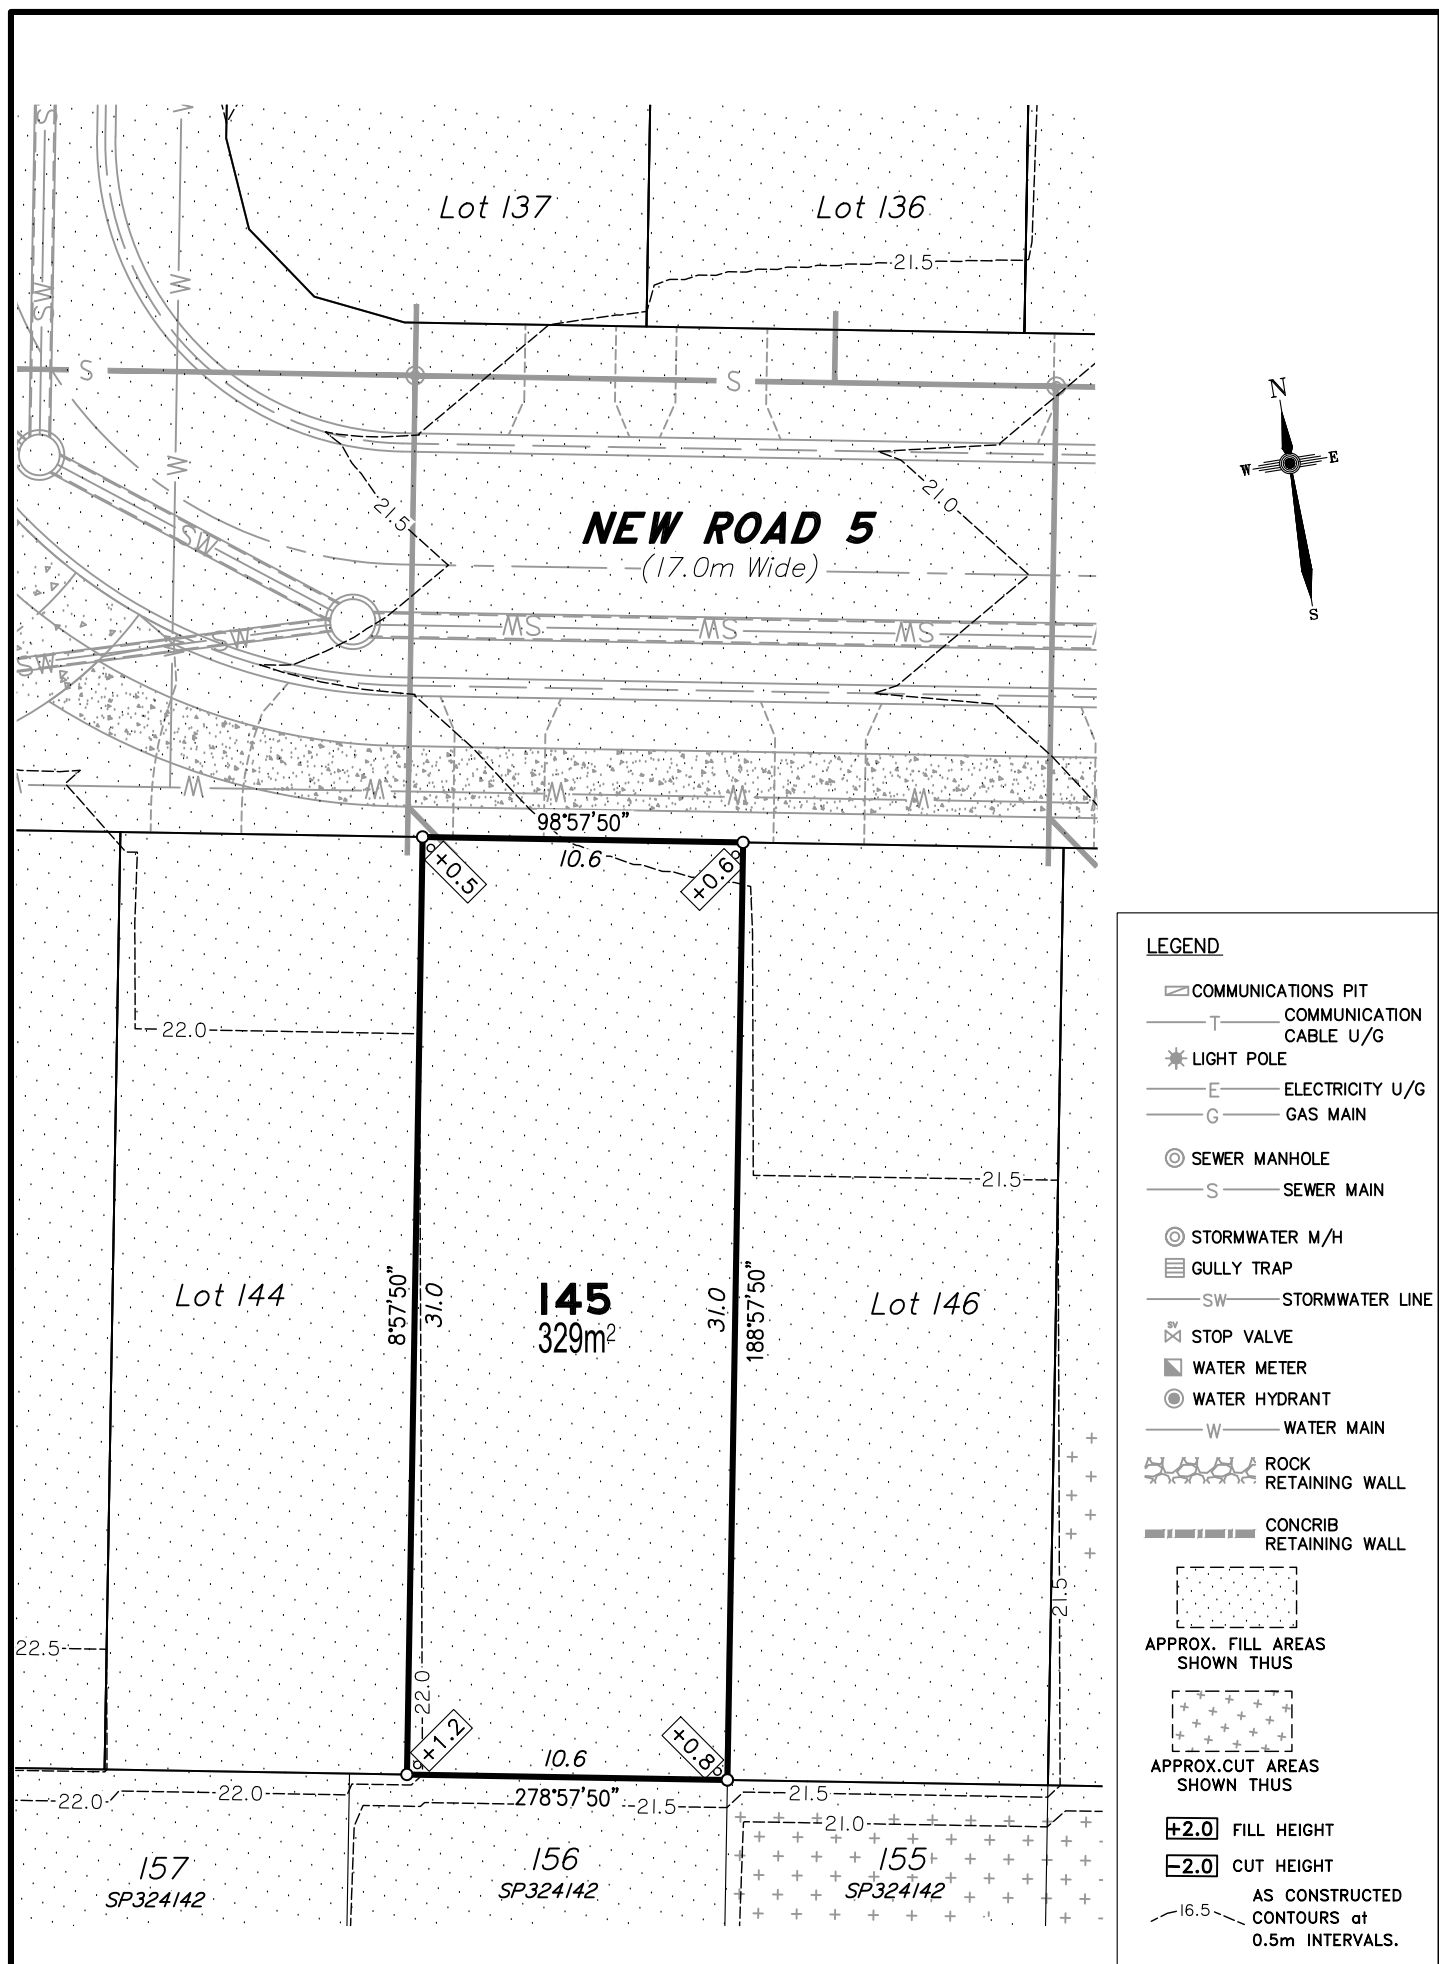 Lot 137
Lot 136
21.5
S
W
SW
W
S
S
W
21.5
21.0
NEW ROAD 5
(17.0m Wide)
SW
SW
SW
SW
SW
SW
W
W
W
W
W
W
98°57'50"
10.6
+0.5
+0.6
22.0
21.5
Lot 144
8°57'50"
31.0
145
329m²
31.0
188°57'50"
Lot 146
22.5
22.0
21.5
+1.2
10.6
+0.8
278°57'50"
22.0
22.0
21.5
21.5
21.0
157
SP324142
156
SP324142
155
SP324142
N
W
E
S
LEGEND
COMMUNICATIONS PIT
T COMMUNICATION
CABLE U/G
LIGHT POLE
E ELECTRICITY U/G
G GAS MAIN
SEWER MANHOLE
S SEWER MAIN
STORMWATER M/H
GULLY TRAP
SW STORMWATER LINE
SV
STOP VALVE
WATER METER
WATER HYDRANT
W WATER MAIN
ROCK
RETAINING WALL
CONCRIB
RETAINING WALL
APPROX. FILL AREAS
SHOWN THUS
APPROX.CUT AREAS
SHOWN THUS
+2.0 FILL HEIGHT
-2.0 CUT HEIGHT
AS CONSTRUCTED
16.5 CONTOURS at
0.5m INTERVALS.